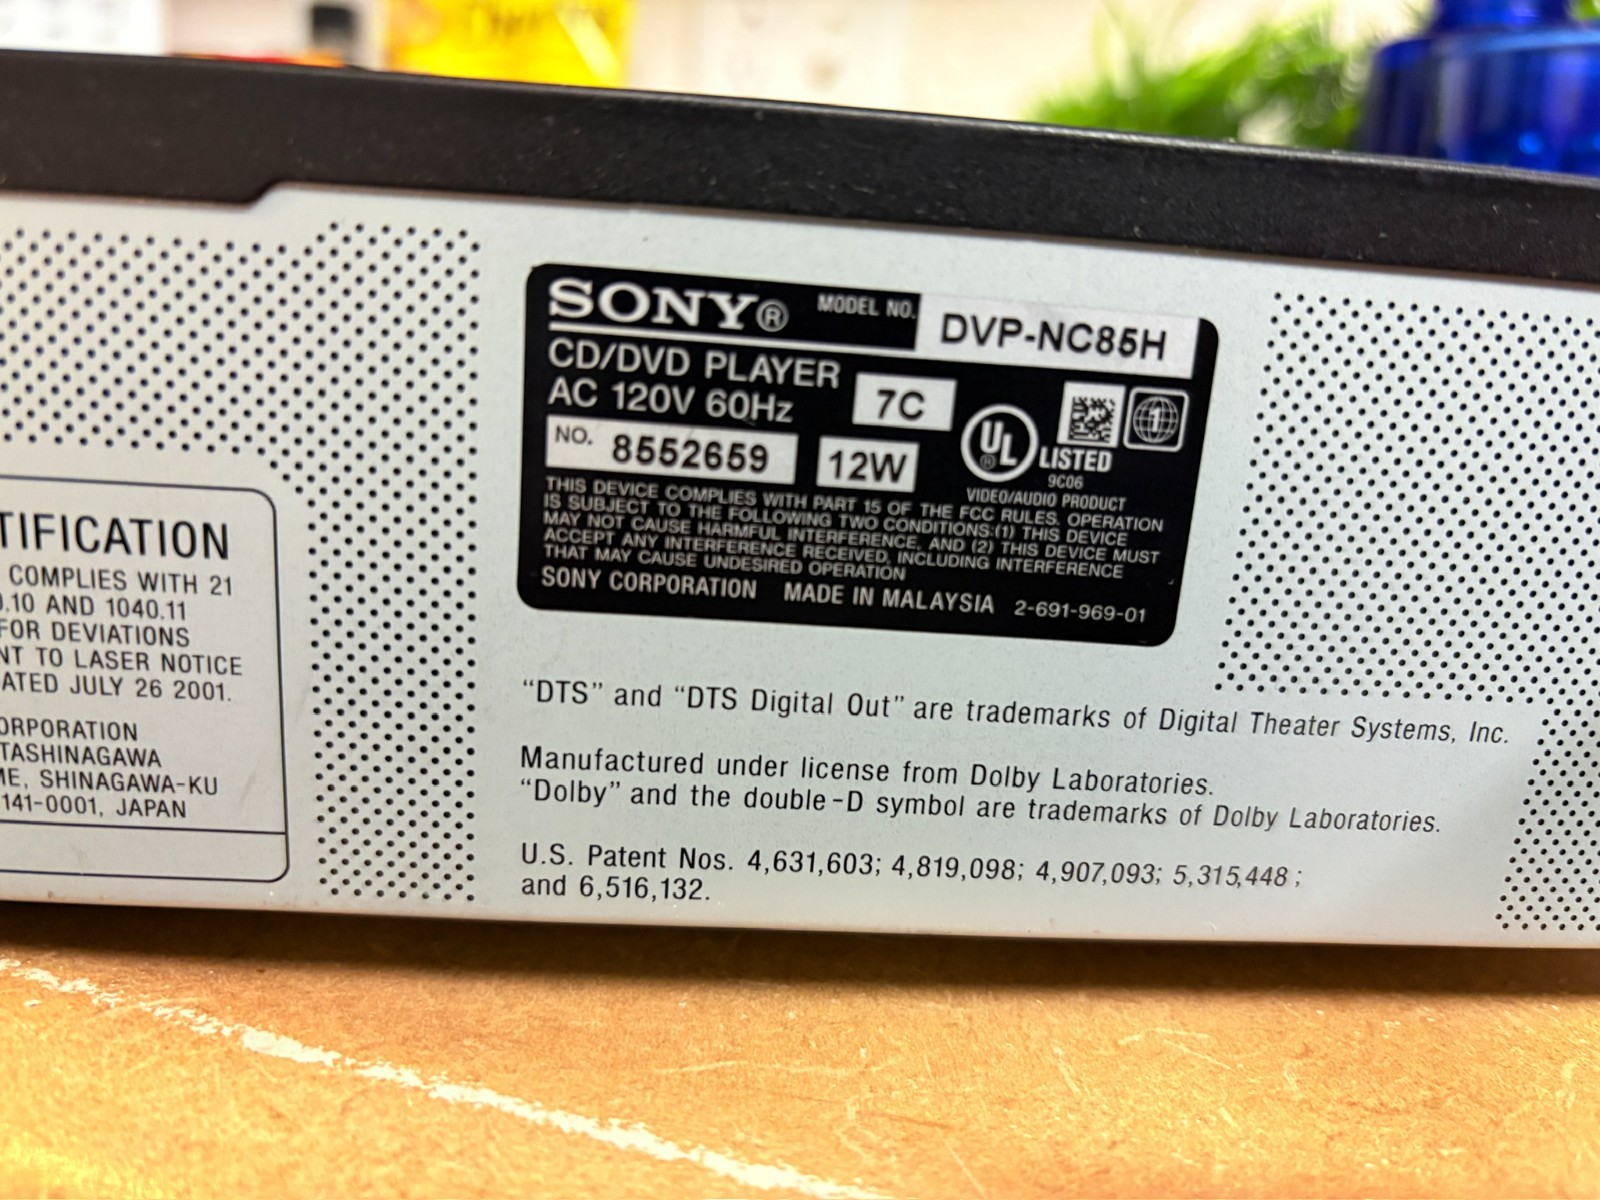 SONY® MODEL NO. DVP-NC85H
CD/DVD PLAYER
AC 120V 60Hz 7C
NO. 8552659 12W
UL® LISTED
9C06
VIDEO/AUDIO PRODUCT
1
THIS DEVICE COMPLIES WITH PART 15 OF THE FCC RULES. OPERATION
IS SUBJECT TO THE FOLLOWING TWO CONDITIONS:(1) THIS DEVICE
MAY NOT CAUSE HARMFUL INTERFERENCE, AND (2) THIS DEVICE MUST
ACCEPT ANY INTERFERENCE RECEIVED, INCLUDING INTERFERENCE
THAT MAY CAUSE UNDESIRED OPERATION
SONY CORPORATION MADE IN MALAYSIA 2-691-969-01
TIFICATION
COMPLIES WITH 21
0.10 AND 1040.11
FOR DEVIATIONS
NT TO LASER NOTICE
ATED JULY 26 2001.
ORPORATION
TASHINAGAWA
ME, SHINAGAWA-KU
141-0001, JAPAN
“DTS” and “DTS Digital Out” are trademarks of Digital Theater Systems, Inc.
Manufactured under license from Dolby Laboratories.
“Dolby” and the double-D symbol are trademarks of Dolby Laboratories.
U.S. Patent Nos. 4,631,603; 4,819,098; 4,907,093; 5,315,448;
and 6,516,132.